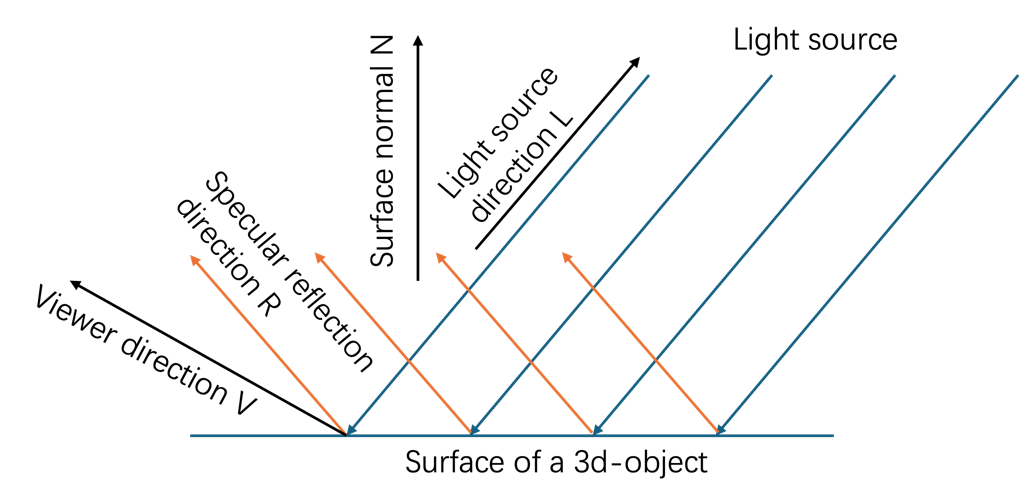 Light source
Surface normal N
Light source
direction L
Specular reflection
direction R
Viewer direction V
Surface of a 3d-object